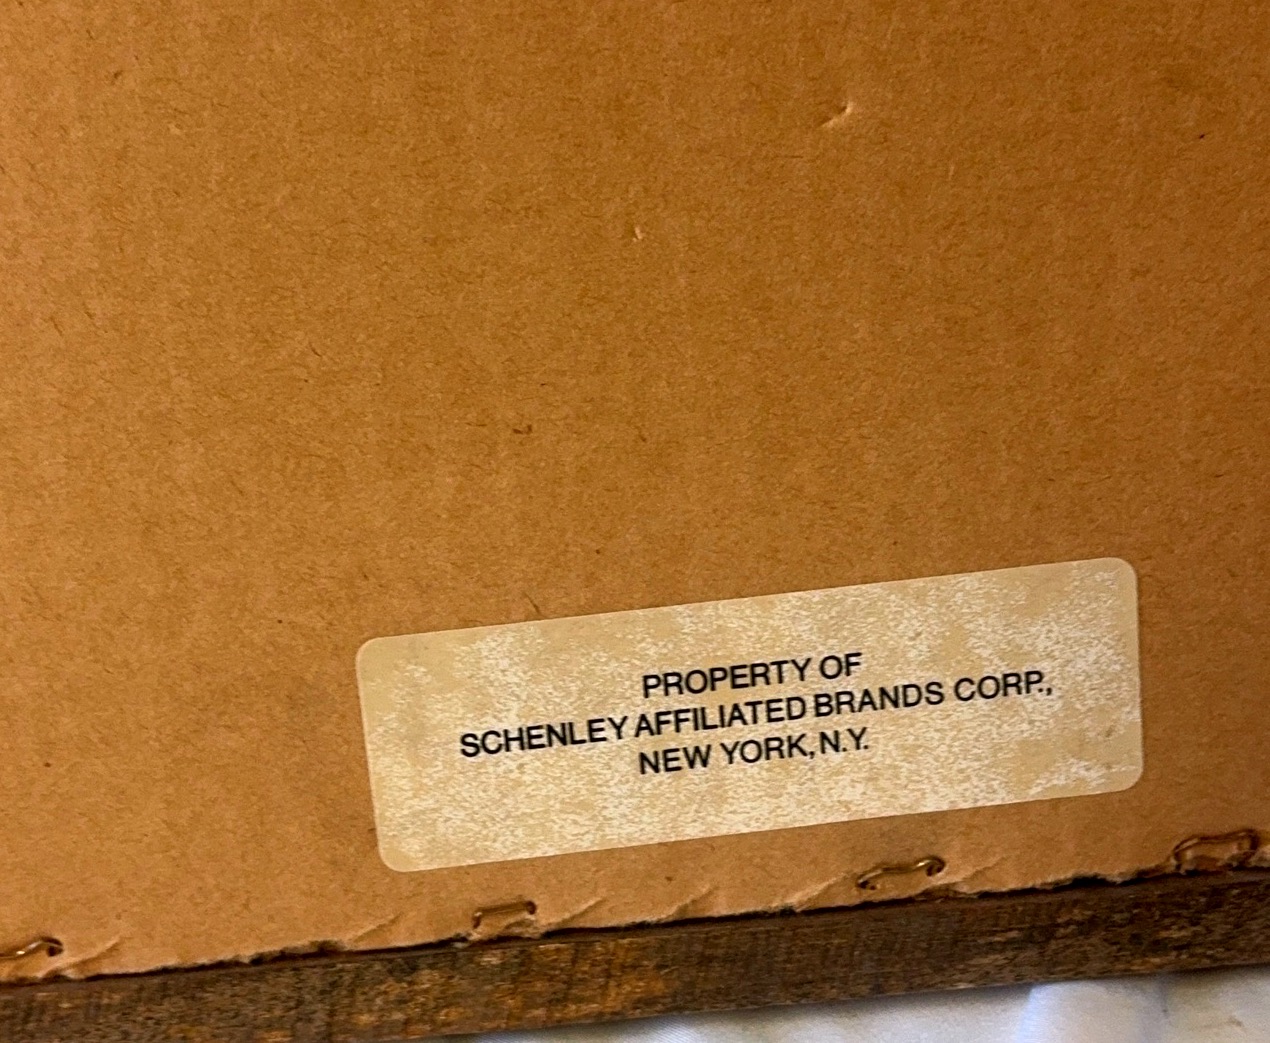 PROPERTY OF
SCHENLEY AFFILIATED BRANDS CORP.,
NEW YORK, N.Y.